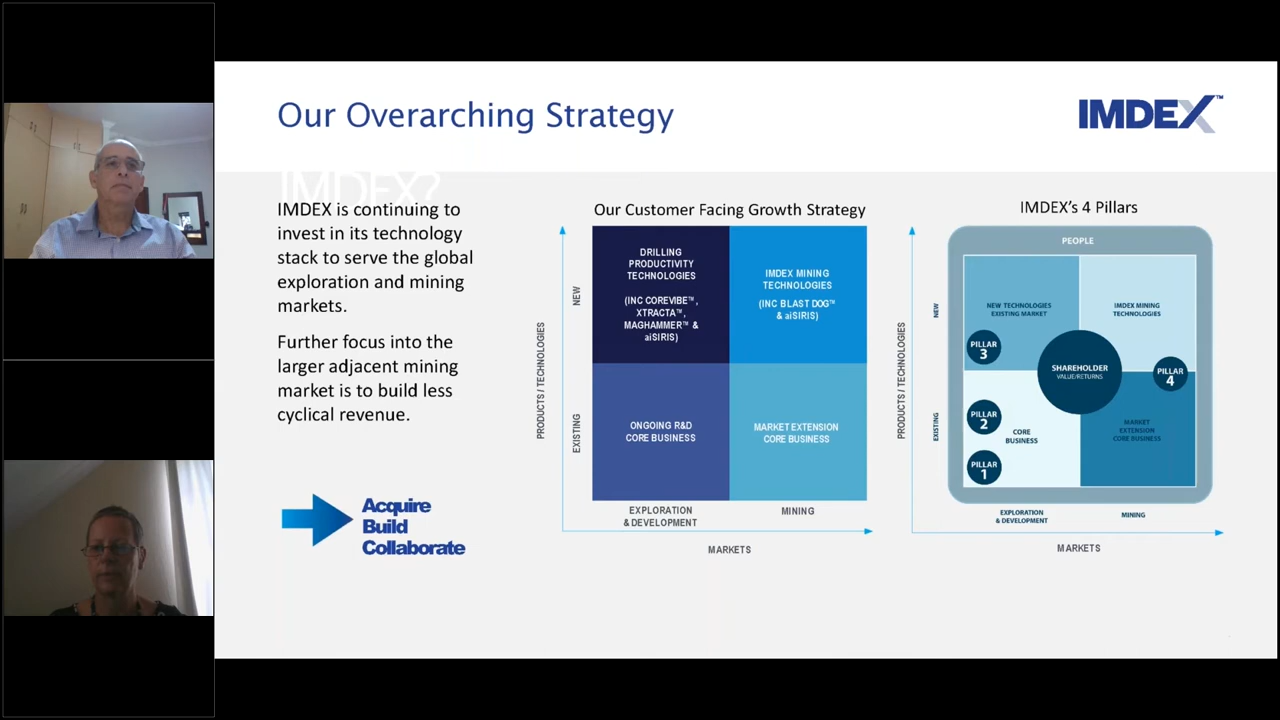 Our Overarching Strategy
IMDEX™
IMDEX?
IMDEX is continuing to
invest in its technology
stack to serve the global
exploration and mining
markets.
Further focus into the
larger adjacent mining
market is to build less
cyclical revenue.
Acquire
Build
Collaborate
Our Customer Facing Growth Strategy
PRODUCTS / TECHNOLOGIES
NEW
EXISTING
DRILLING
PRODUCTIVITY
TECHNOLOGIES
(INC COREVIBE™,
XTRACTA™,
MAGHAMMER™ &
aiSIRIS)
IMDEX MINING
TECHNOLOGIES
(INC BLAST DOG™
& aiSIRIS)
ONGOING R&D
CORE BUSINESS
MARKET EXTENSION
CORE BUSINESS
EXPLORATION
& DEVELOPMENT
MINING
MARKETS
IMDEX's 4 Pillars
PRODUCTS / TECHNOLOGIES
NEW
EXISTING
PEOPLE
NEW TECHNOLOGIES
EXISTING MARKET
IMDEX MINING
TECHNOLOGIES
PILLAR
3
SHAREHOLDER
VALUE/RETURNS
PILLAR
4
PILLAR
2
CORE
BUSINESS
MARKET
EXTENSION
CORE BUSINESS
PILLAR
1
EXPLORATION
& DEVELOPMENT
MINING
MARKETS